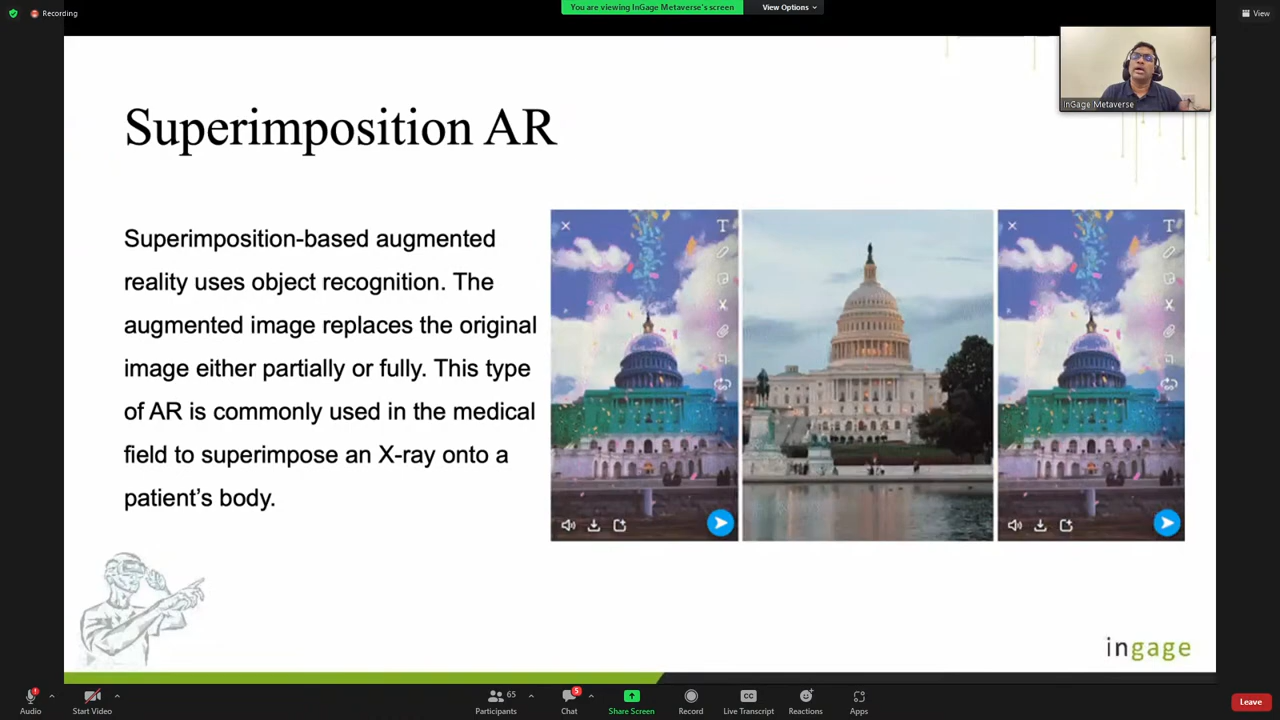 Recording
You are viewing InGage Metaverse's screen
View Options
View
InGage Metaverse
Superimposition AR
Superimposition-based augmented
reality uses object recognition. The
augmented image replaces the original
image either partially or fully. This type
of AR is commonly used in the medical
field to superimpose an X-ray onto a
patient's body.
T
T
ingage
Audio
Start Video
65
Participants
5
Chat
Share Screen
Record
CC
Live Transcript
Reactions
Apps
Leave